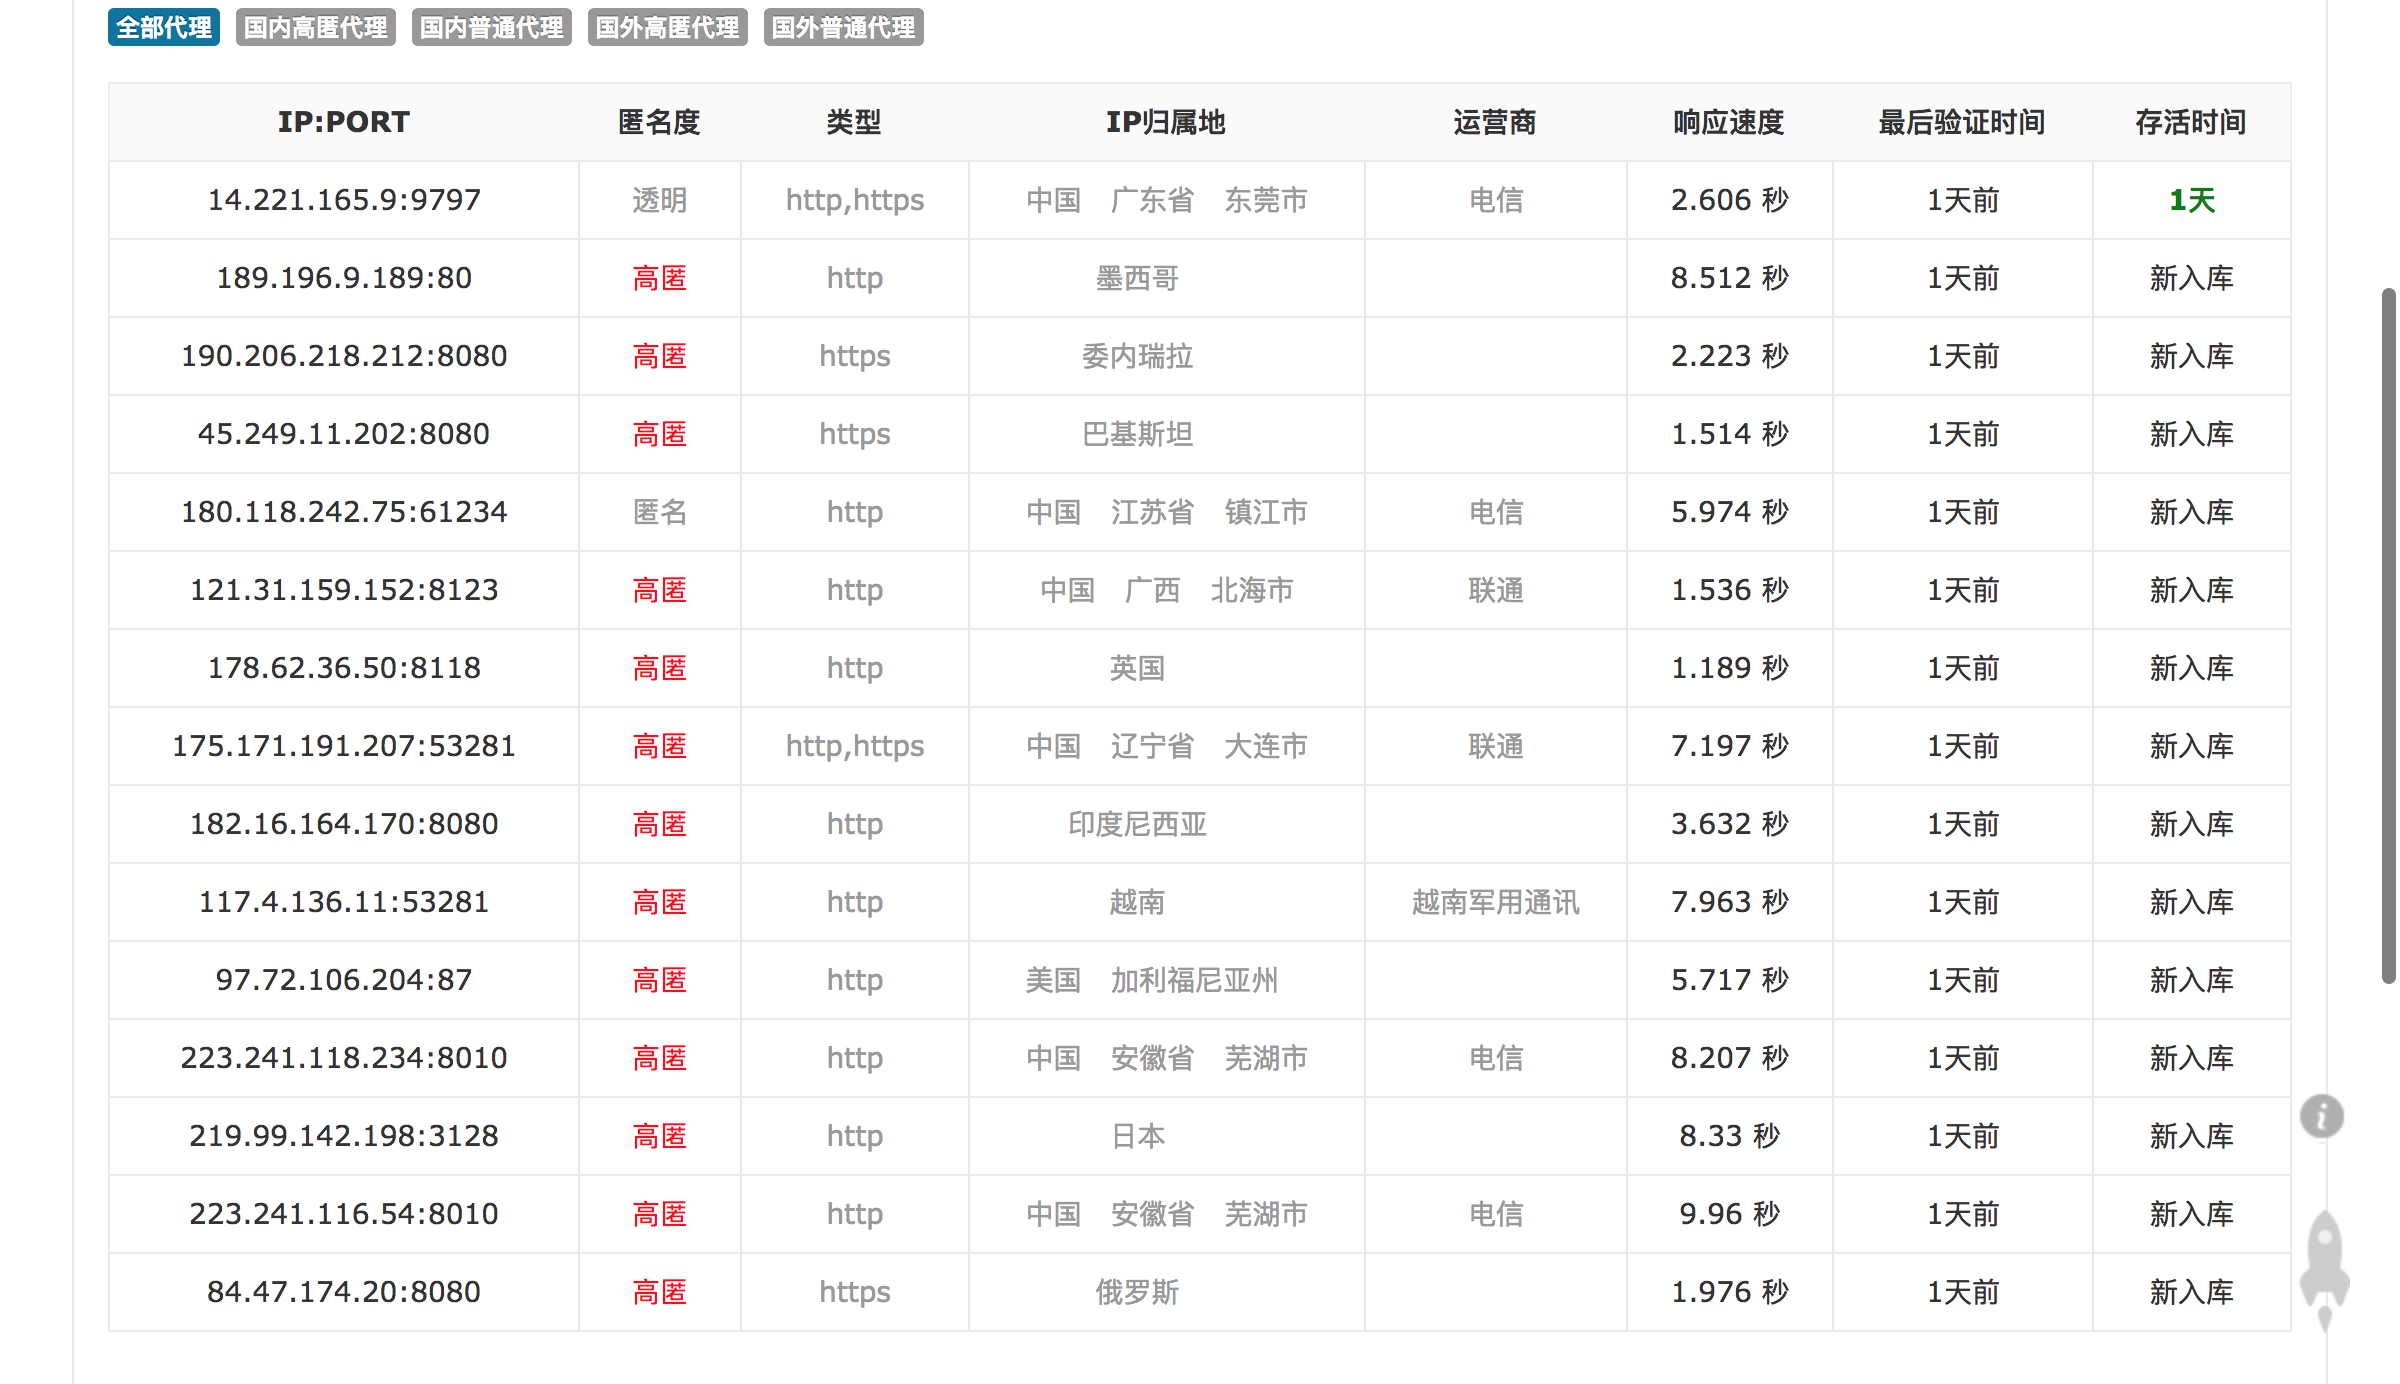 全部代理 国内高匿代理 国内普通代理 国外高匿代理 国外普通代理
IP:PORT 匿名度 类型 IP归属地 运营商 响应速度 最后验证时间 存活时间
14.221.165.9:9797 透明 http,https 中国 广东省 东莞市 电信 2.606 秒 1天前 1天
189.196.9.189:80 高匿 http 墨西哥 8.512 秒 1天前 新入库
190.206.218.212:8080 高匿 https 委内瑞拉 2.223 秒 1天前 新入库
45.249.11.202:8080 高匿 https 巴基斯坦 1.514 秒 1天前 新入库
180.118.242.75:61234 匿名 http 中国 江苏省 镇江市 电信 5.974 秒 1天前 新入库
121.31.159.152:8123 高匿 http 中国 广西 北海市 联通 1.536 秒 1天前 新入库
178.62.36.50:8118 高匿 http 英国 1.189 秒 1天前 新入库
175.171.191.207:53281 高匿 http,https 中国 辽宁省 大连市 联通 7.197 秒 1天前 新入库
182.16.164.170:8080 高匿 http 印度尼西亚 3.632 秒 1天前 新入库
117.4.136.11:53281 高匿 http 越南 越南军用通讯 7.963 秒 1天前 新入库
97.72.106.204:87 高匿 http 美国 加利福尼亚州 5.717 秒 1天前 新入库
223.241.118.234:8010 高匿 http 中国 安徽省 芜湖市 电信 8.207 秒 1天前 新入库
219.99.142.198:3128 高匿 http 日本 8.33 秒 1天前 新入库
223.241.116.54:8010 高匿 http 中国 安徽省 芜湖市 电信 9.96 秒 1天前 新入库
84.47.174.20:8080 高匿 https 俄罗斯 1.976 秒 1天前 新入库